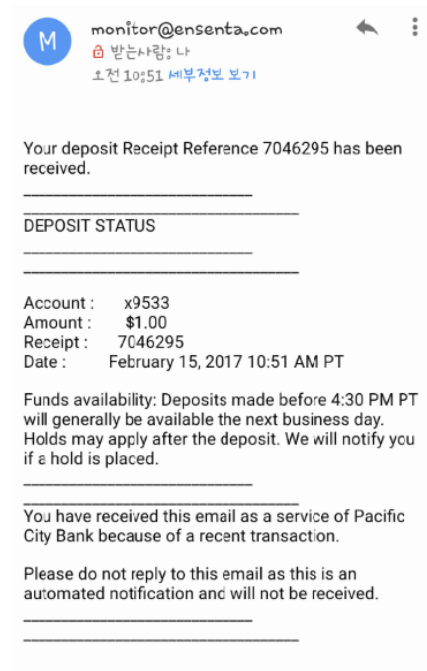 M
monitor@ensenta.com
받는사람: 나
오전 10:51 세부정보 보기
Your deposit Receipt Reference 7046295 has been
received.
DEPOSIT STATUS
Account : x9533
Amount : $1.00
Receipt : 7046295
Date : February 15, 2017 10:51 AM PT
Funds availability: Deposits made before 4:30 PM PT
will generally be available the next business day.
Holds may apply after the deposit. We will notify you
if a hold is placed.
You have received this email as a service of Pacific
City Bank because of a recent transaction.
Please do not reply to this email as this is an
automated notification and will not be received.